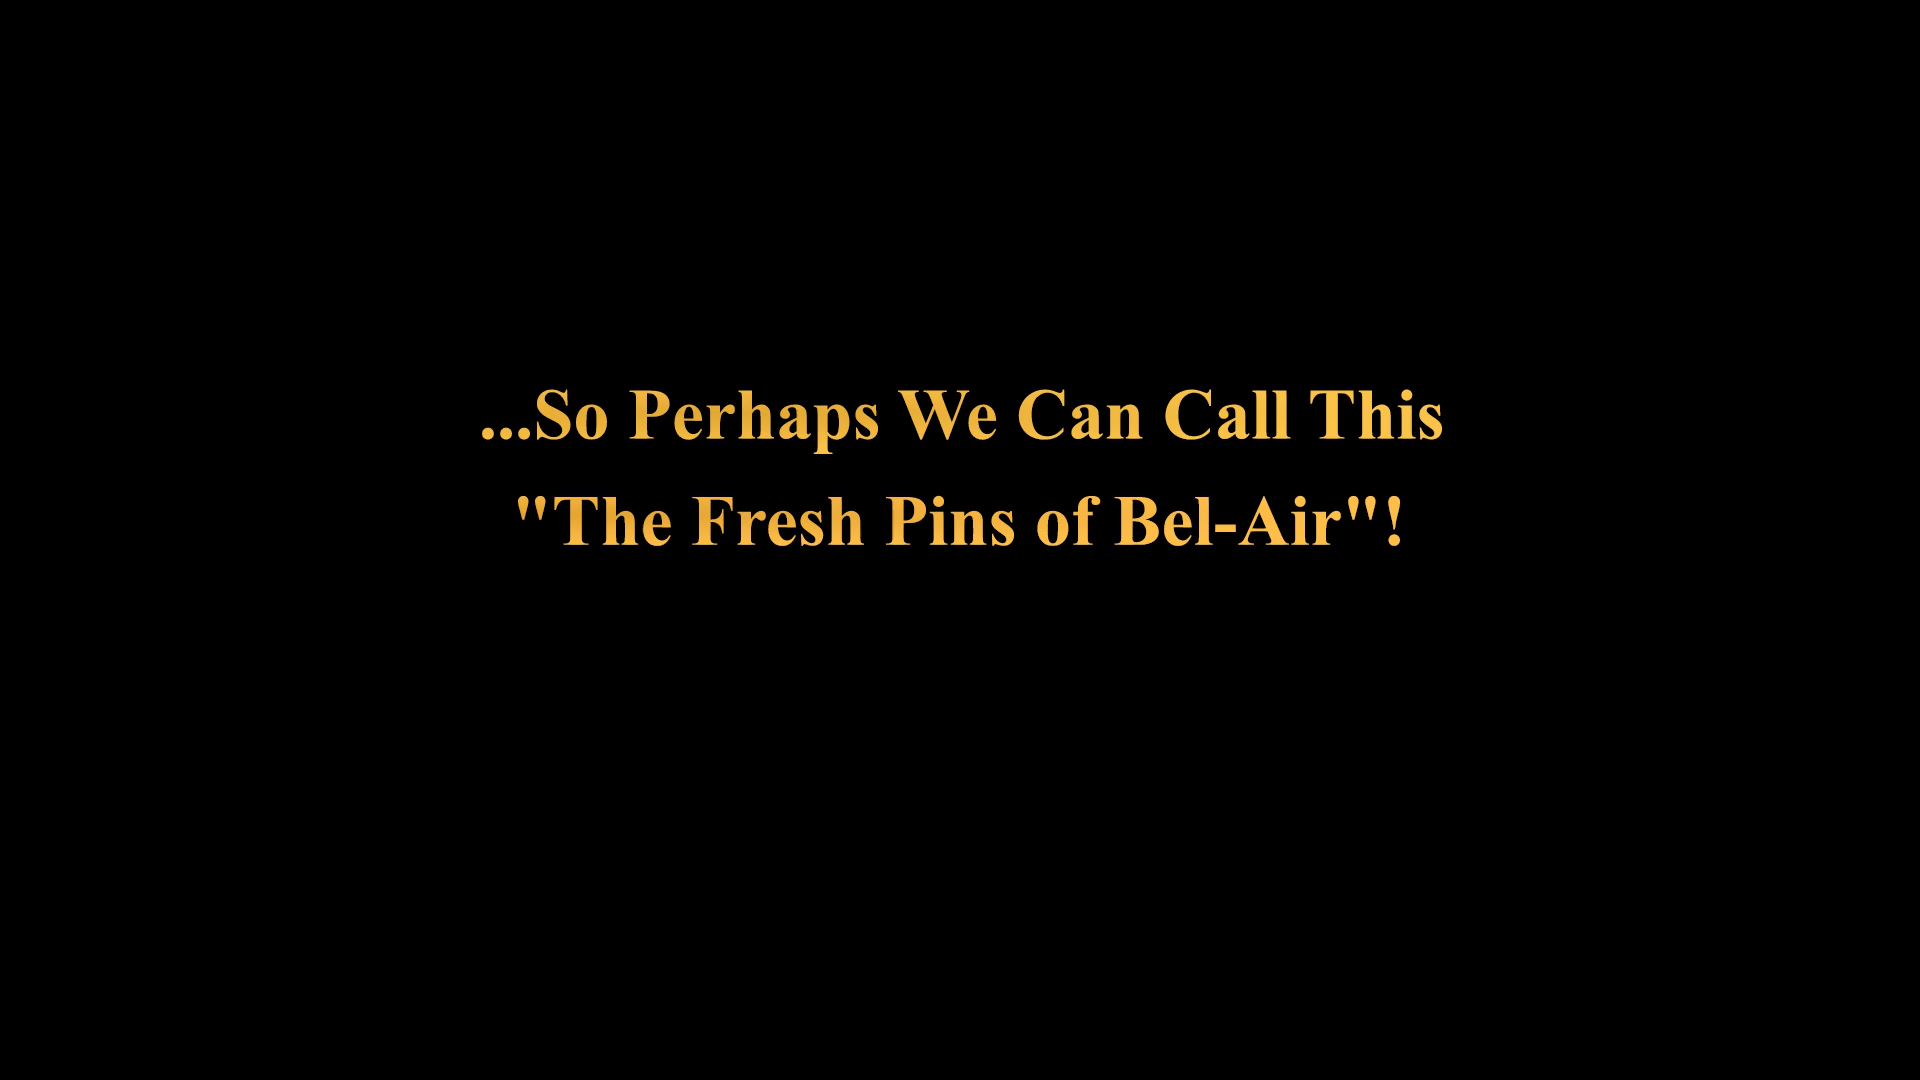 ...So Perhaps We Can Call This
"The Fresh Pins of Bel-Air"!